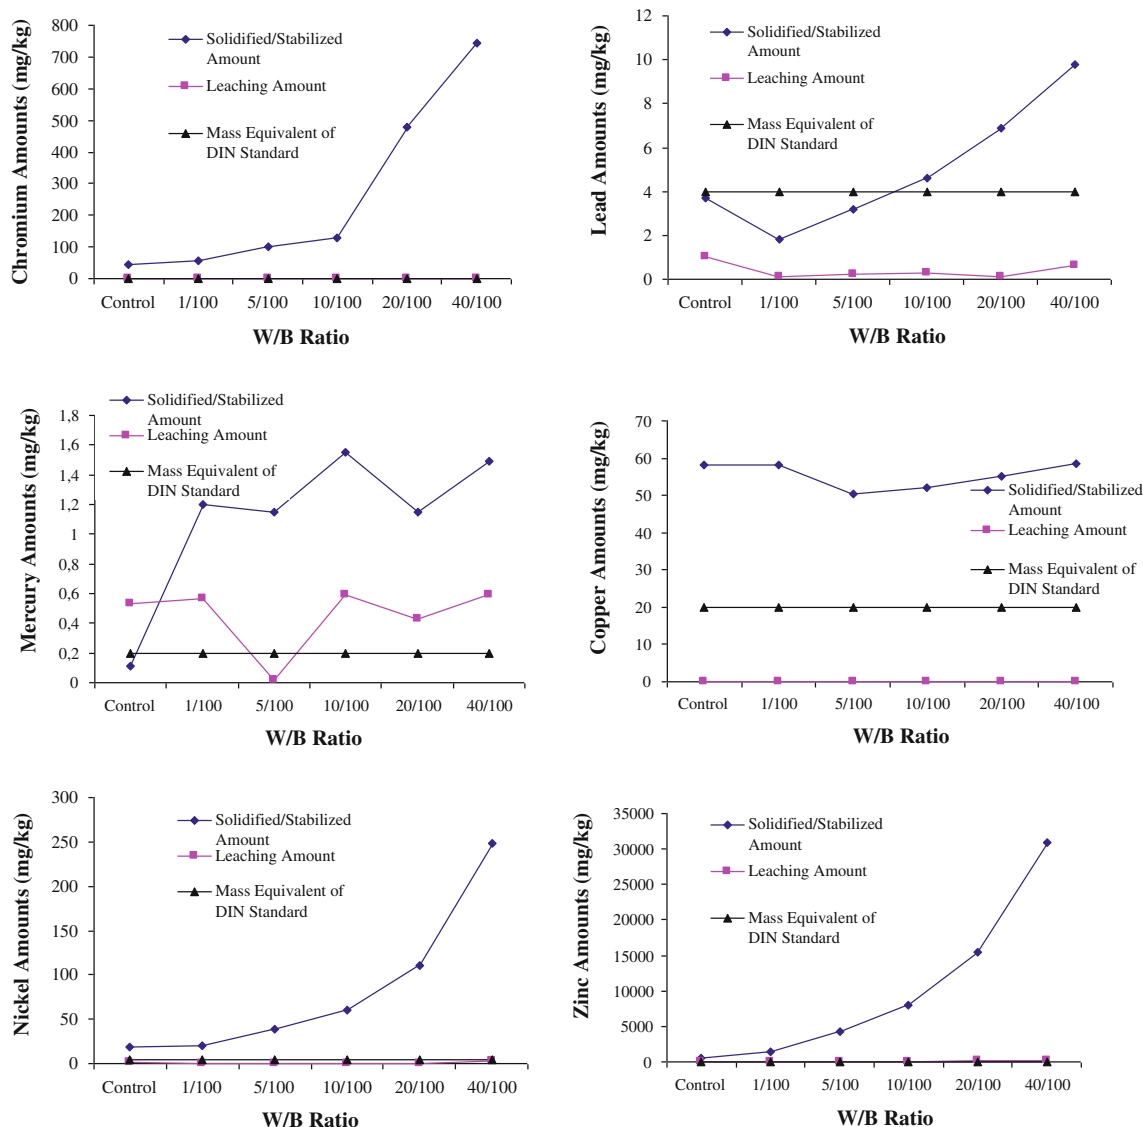 Chromium Amounts (mg/kg)
800
700
600
500
400
300
200
100
0
Solidified/Stabilized
Amount
Leaching Amount
Mass Equivalent of
DIN Standard
Control 1/100 5/100 10/100 20/100 40/100
W/B Ratio
Lead Amounts (mg/kg)
12
10
8
6
4
2
0
Solidified/Stabilized
Amount
Leaching Amount
Mass Equivalent of
DIN Standard
Control 1/100 5/100 10/100 20/100 40/100
W/B Ratio
Mercury Amounts (mg/kg)
1,8
1,6
1,4
1,2
1
0,8
0,6
0,4
0,2
0
Solidified/Stabilized
Amount
Leaching Amount
Mass Equivalent of
DIN Standard
Control 1/100 5/100 10/100 20/100 40/100
W/B Ratio
Copper Amounts (mg/kg)
70
60
50
40
30
20
10
0
Solidified/Stabilized
Amount
Leaching Amount
Mass Equivalent of
DIN Standard
Control 1/100 5/100 10/100 20/100 40/100
W/B Ratio
Nickel Amounts (mg/kg)
300
250
200
150
100
50
0
Solidified/Stabilized
Amount
Leaching Amount
Mass Equivalent of
DIN Standard
Control 1/100 5/100 10/100 20/100 40/100
W/B Ratio
Zinc Amounts (mg/kg)
35000
30000
25000
20000
15000
10000
5000
0
Solidified/Stabilized
Amount
Leaching Amount
Mass Equivalent of
DIN Standard
Control 1/100 5/100 10/100 20/100 40/100
W/B Ratio